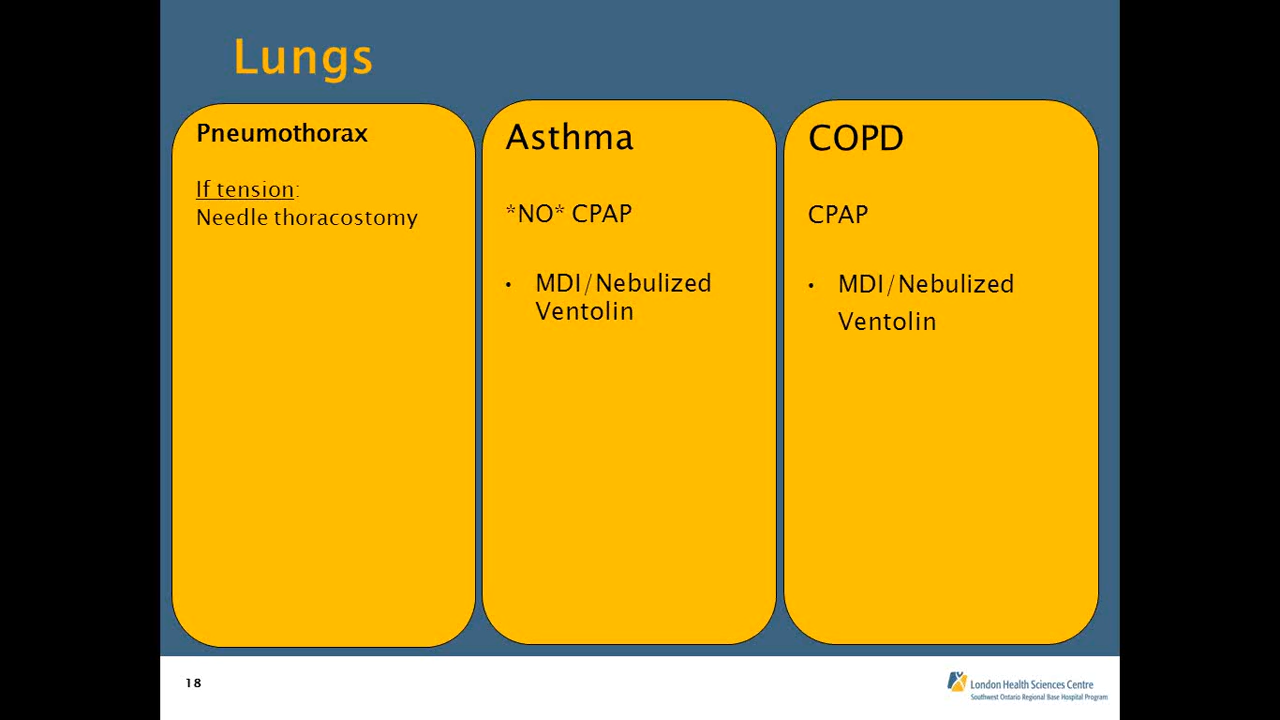 Lungs
Pneumothorax
If tension:
Needle thoracostomy
Asthma
*NO* CPAP
• MDI/Nebulized
Ventolin
COPD
CPAP
• MDI/Nebulized
Ventolin
18
London Health Sciences Centre
Southwest Ontario Regional Base Hospital Program